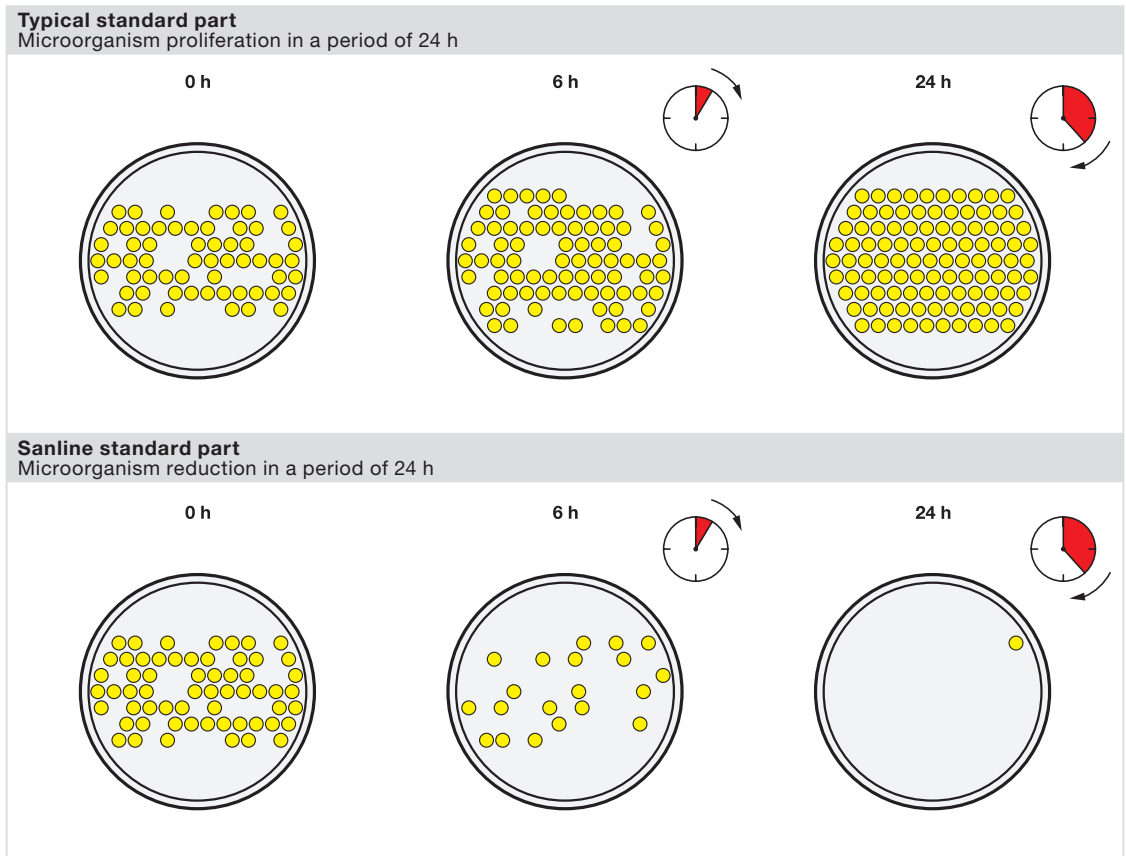 Typical standard part
Microorganism proliferation in a period of 24 h
0 h
6 h
24 h
Sanline standard part
Microorganism reduction in a period of 24 h
0 h
6 h
24 h